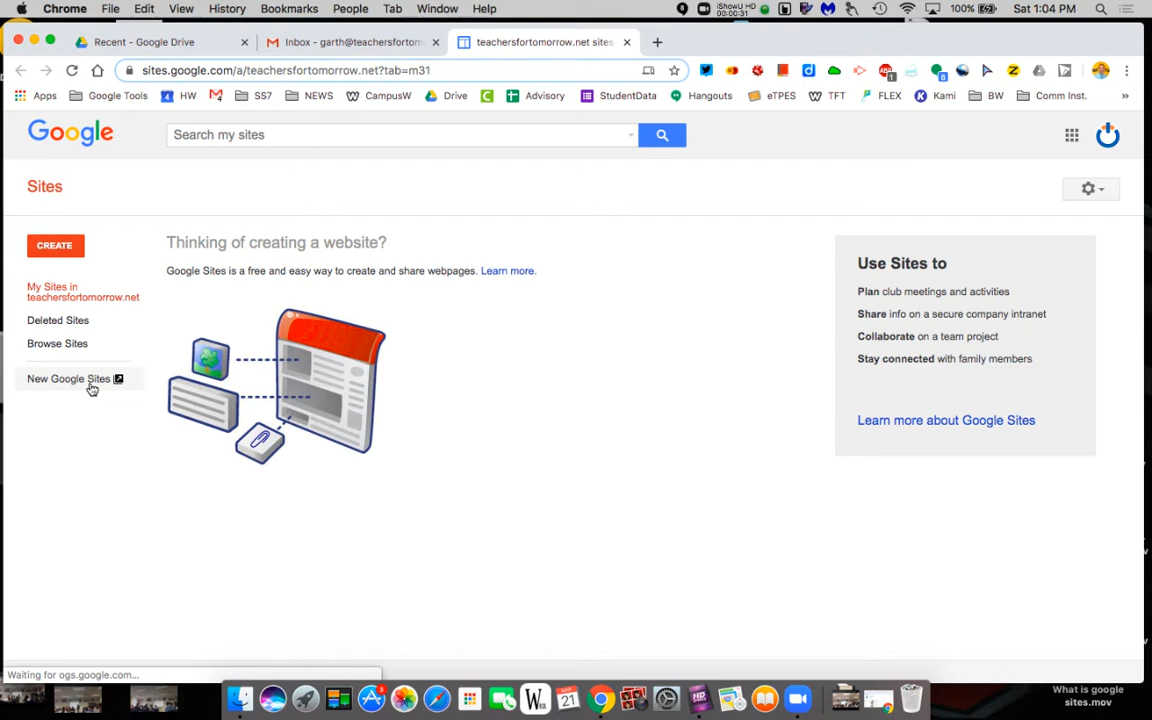 Chrome File Edit View History Bookmarks People Tab Window Help iShowU HD 00:00:31 100% Sat 1:04 PM
Recent - Google Drive Inbox - garth@teachersfortom teachersfortomorrow.net sites
sites.google.com/a/teachersfortomorrow.net?tab=m31
Apps Google Tools HW SS7 NEWS CampusW Drive Advisory StudentData Hangouts eTPES TFT FLEX Kami BW Comm Inst. »
Google Search my sites
Sites
CREATE
My Sites in
teachersfortomorrow.net
Deleted Sites
Browse Sites
New Google Sites
Thinking of creating a website?
Google Sites is a free and easy way to create and share webpages. Learn more.
Use Sites to
Plan club meetings and activities
Share info on a secure company intranet
Collaborate on a team project
Stay connected with family members
Learn more about Google Sites
Waiting for ogs.google.com...
What is google
sites.mov